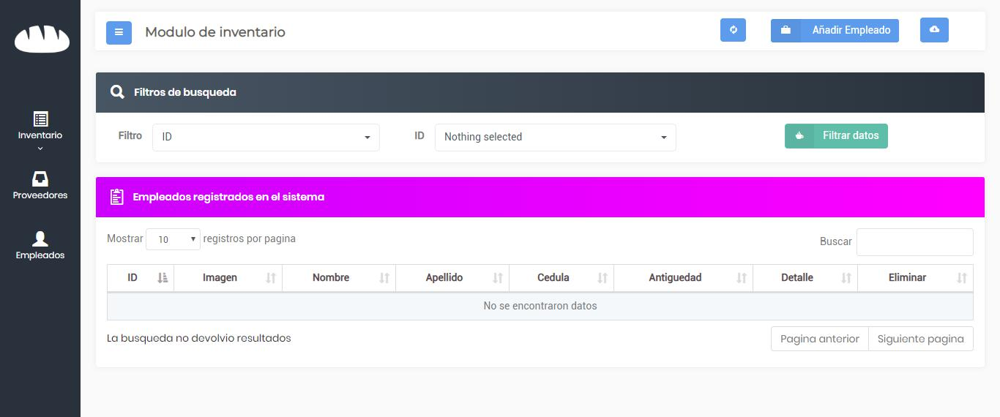 Modulo de inventario
Añadir Empleado
Inventario
Proveedores
Empleados
Filtros de busqueda
Filtro ID ID Nothing selected Filtrar datos
Empleados registrados en el sistema
Mostrar 10 registros por pagina Buscar
ID Imagen Nombre Apellido Cedula Antiguedad Detalle Eliminar
No se encontraron datos
La busqueda no devolvio resultados Pagina anterior Siguiente pagina